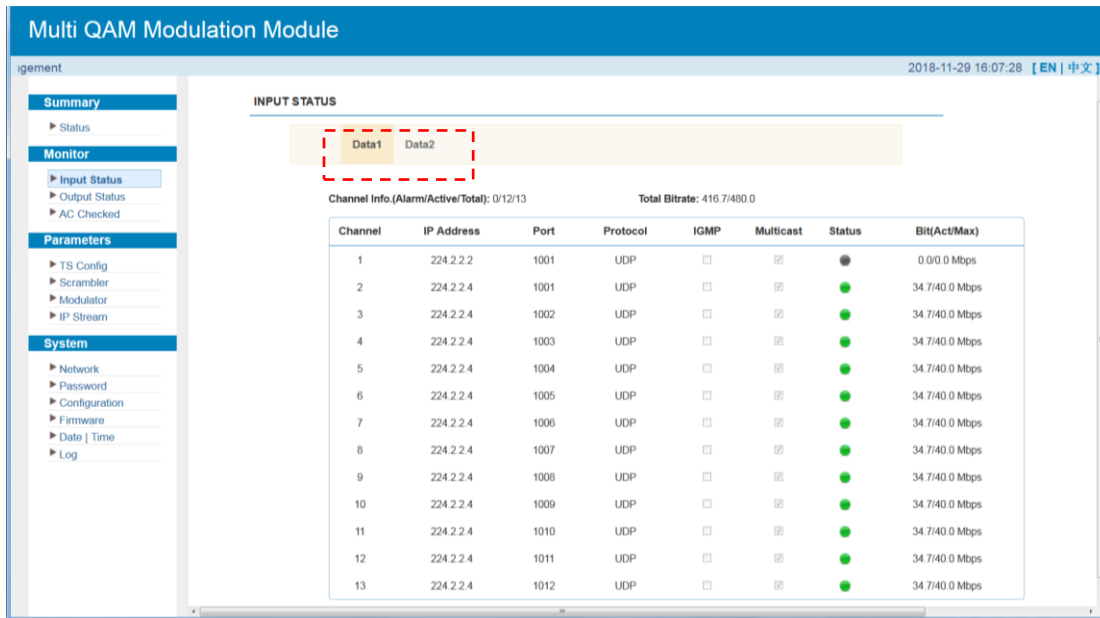 Multi QAM Modulation Module
ıgement 2018-11-29 16:07:28 [ EN | 中文 ]
Summary
Status
Monitor
Input Status
Output Status
AC Checked
Parameters
TS Config
Scrambler
Modulator
IP Stream
System
Network
Password
Configuration
Firmware
Date | Time
Log
INPUT STATUS
Data1 Data2
Channel Info.(Alarm/Active/Total): 0/12/13 Total Bitrate: 416.7/480.0
Channel IP Address Port Protocol IGMP Multicast Status Bit(Act/Max)
1 224.2.2.2 1001 UDP 0.0/0.0 Mbps
2 224.2.2.4 1001 UDP 34.7/40.0 Mbps
3 224.2.2.4 1002 UDP 34.7/40.0 Mbps
4 224.2.2.4 1003 UDP 34.7/40.0 Mbps
5 224.2.2.4 1004 UDP 34.7/40.0 Mbps
6 224.2.2.4 1005 UDP 34.7/40.0 Mbps
7 224.2.2.4 1006 UDP 34.7/40.0 Mbps
8 224.2.2.4 1007 UDP 34.7/40.0 Mbps
9 224.2.2.4 1008 UDP 34.7/40.0 Mbps
10 224.2.2.4 1009 UDP 34.7/40.0 Mbps
11 224.2.2.4 1010 UDP 34.7/40.0 Mbps
12 224.2.2.4 1011 UDP 34.7/40.0 Mbps
13 224.2.2.4 1012 UDP 34.7/40.0 Mbps